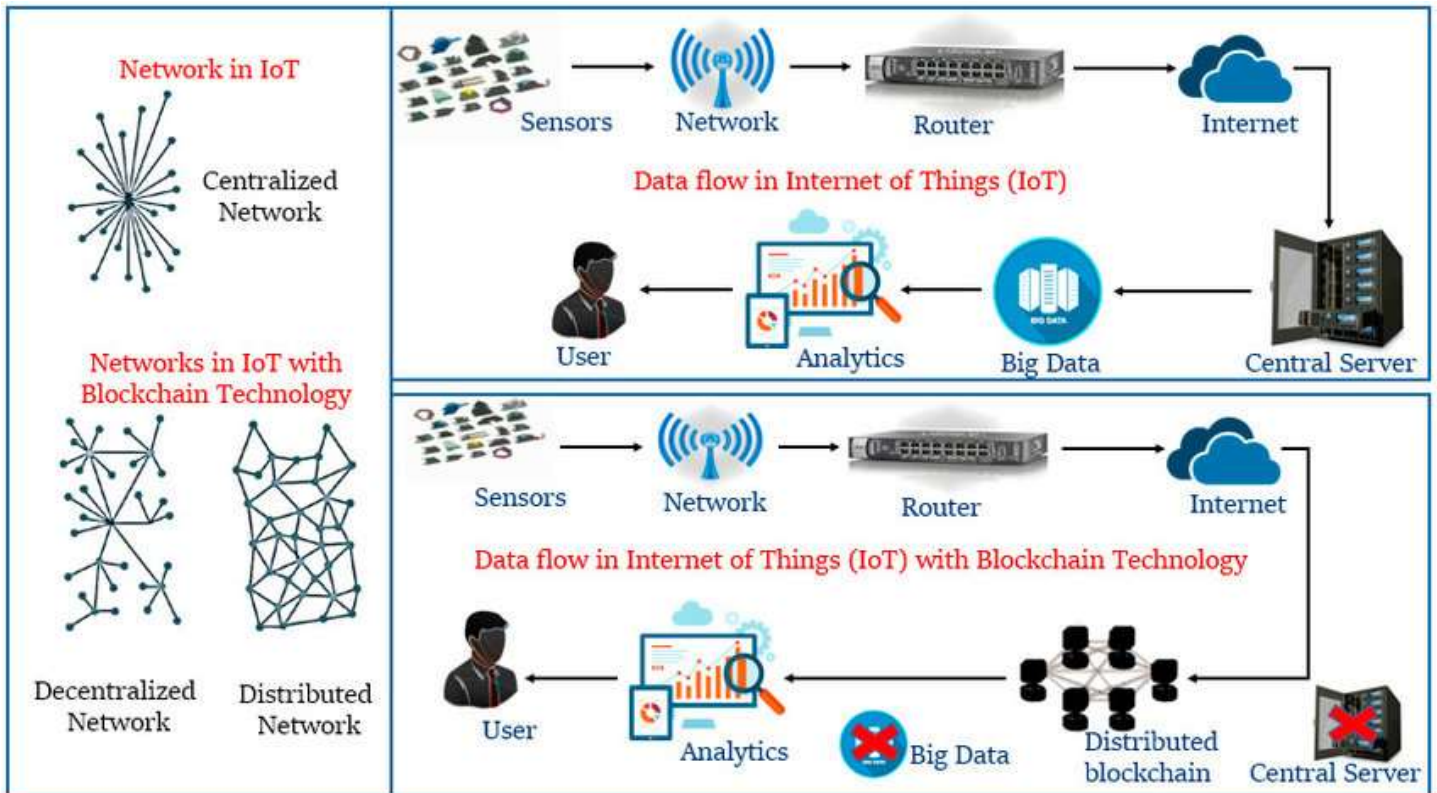 Network in IoT
Centralized
Network
Networks in IoT with
Blockchain Technology
Decentralized
Network
Distributed
Network
Sensors
Network
Router
Internet
Data flow in Internet of Things (IoT)
BIG DATA
User
Analytics
Big Data
Central Server
Sensors
Network
Router
Internet
Data flow in Internet of Things (IoT) with Blockchain Technology
User
Analytics
Big Data
Distributed
blockchain
Central Server